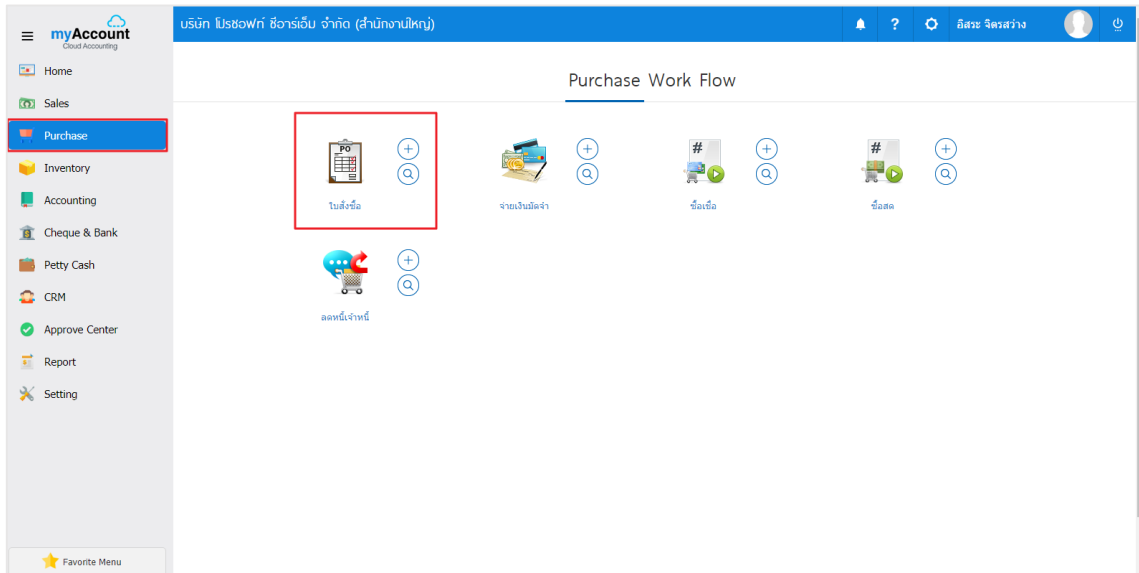 myAccount
Cloud Accounting
บริษัท โปรซอฟท์ ซีอาร์เอ็ม จำกัด (สำนักงานใหญ่)
?
อิสระ จิตรสว่าง
Home
Sales
Purchase
Inventory
Accounting
Cheque & Bank
Petty Cash
CRM
Approve Center
Report
Setting
Favorite Menu
Purchase Work Flow
PO
#
#
ใบสั่งซื้อ
จ่ายเงินมัดจำ
ซื้อเชื่อ
ซื้อสด
ลดหนี้เจ้าหนี้